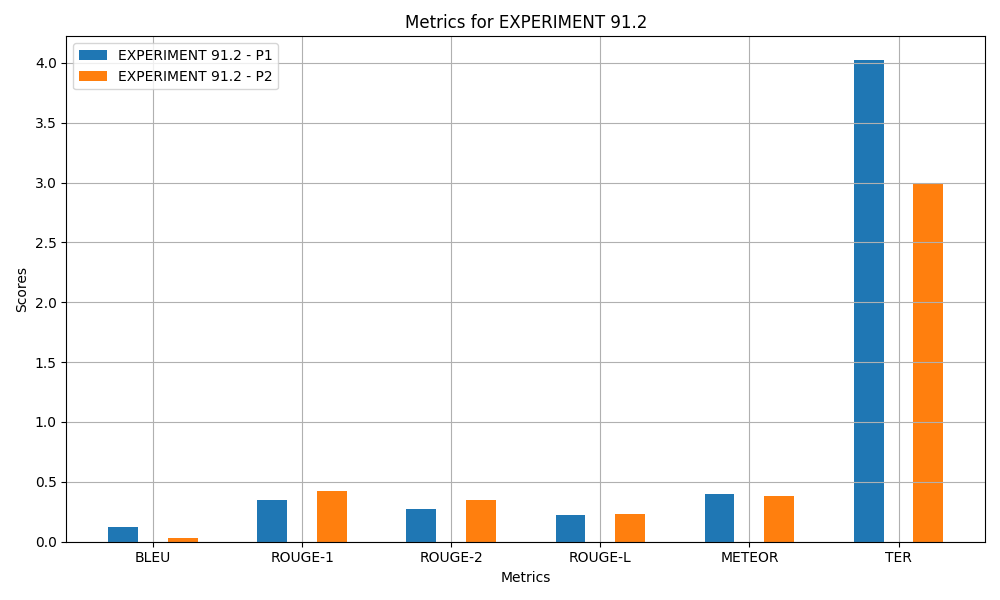 Metrics for EXPERIMENT 91.2
EXPERIMENT 91.2 - P1
EXPERIMENT 91.2 - P2
4.0
3.5
3.0
2.5
2.0
1.5
1.0
0.5
0.0
Scores
BLEU ROUGE-1 ROUGE-2 ROUGE-L METEOR TER
Metrics